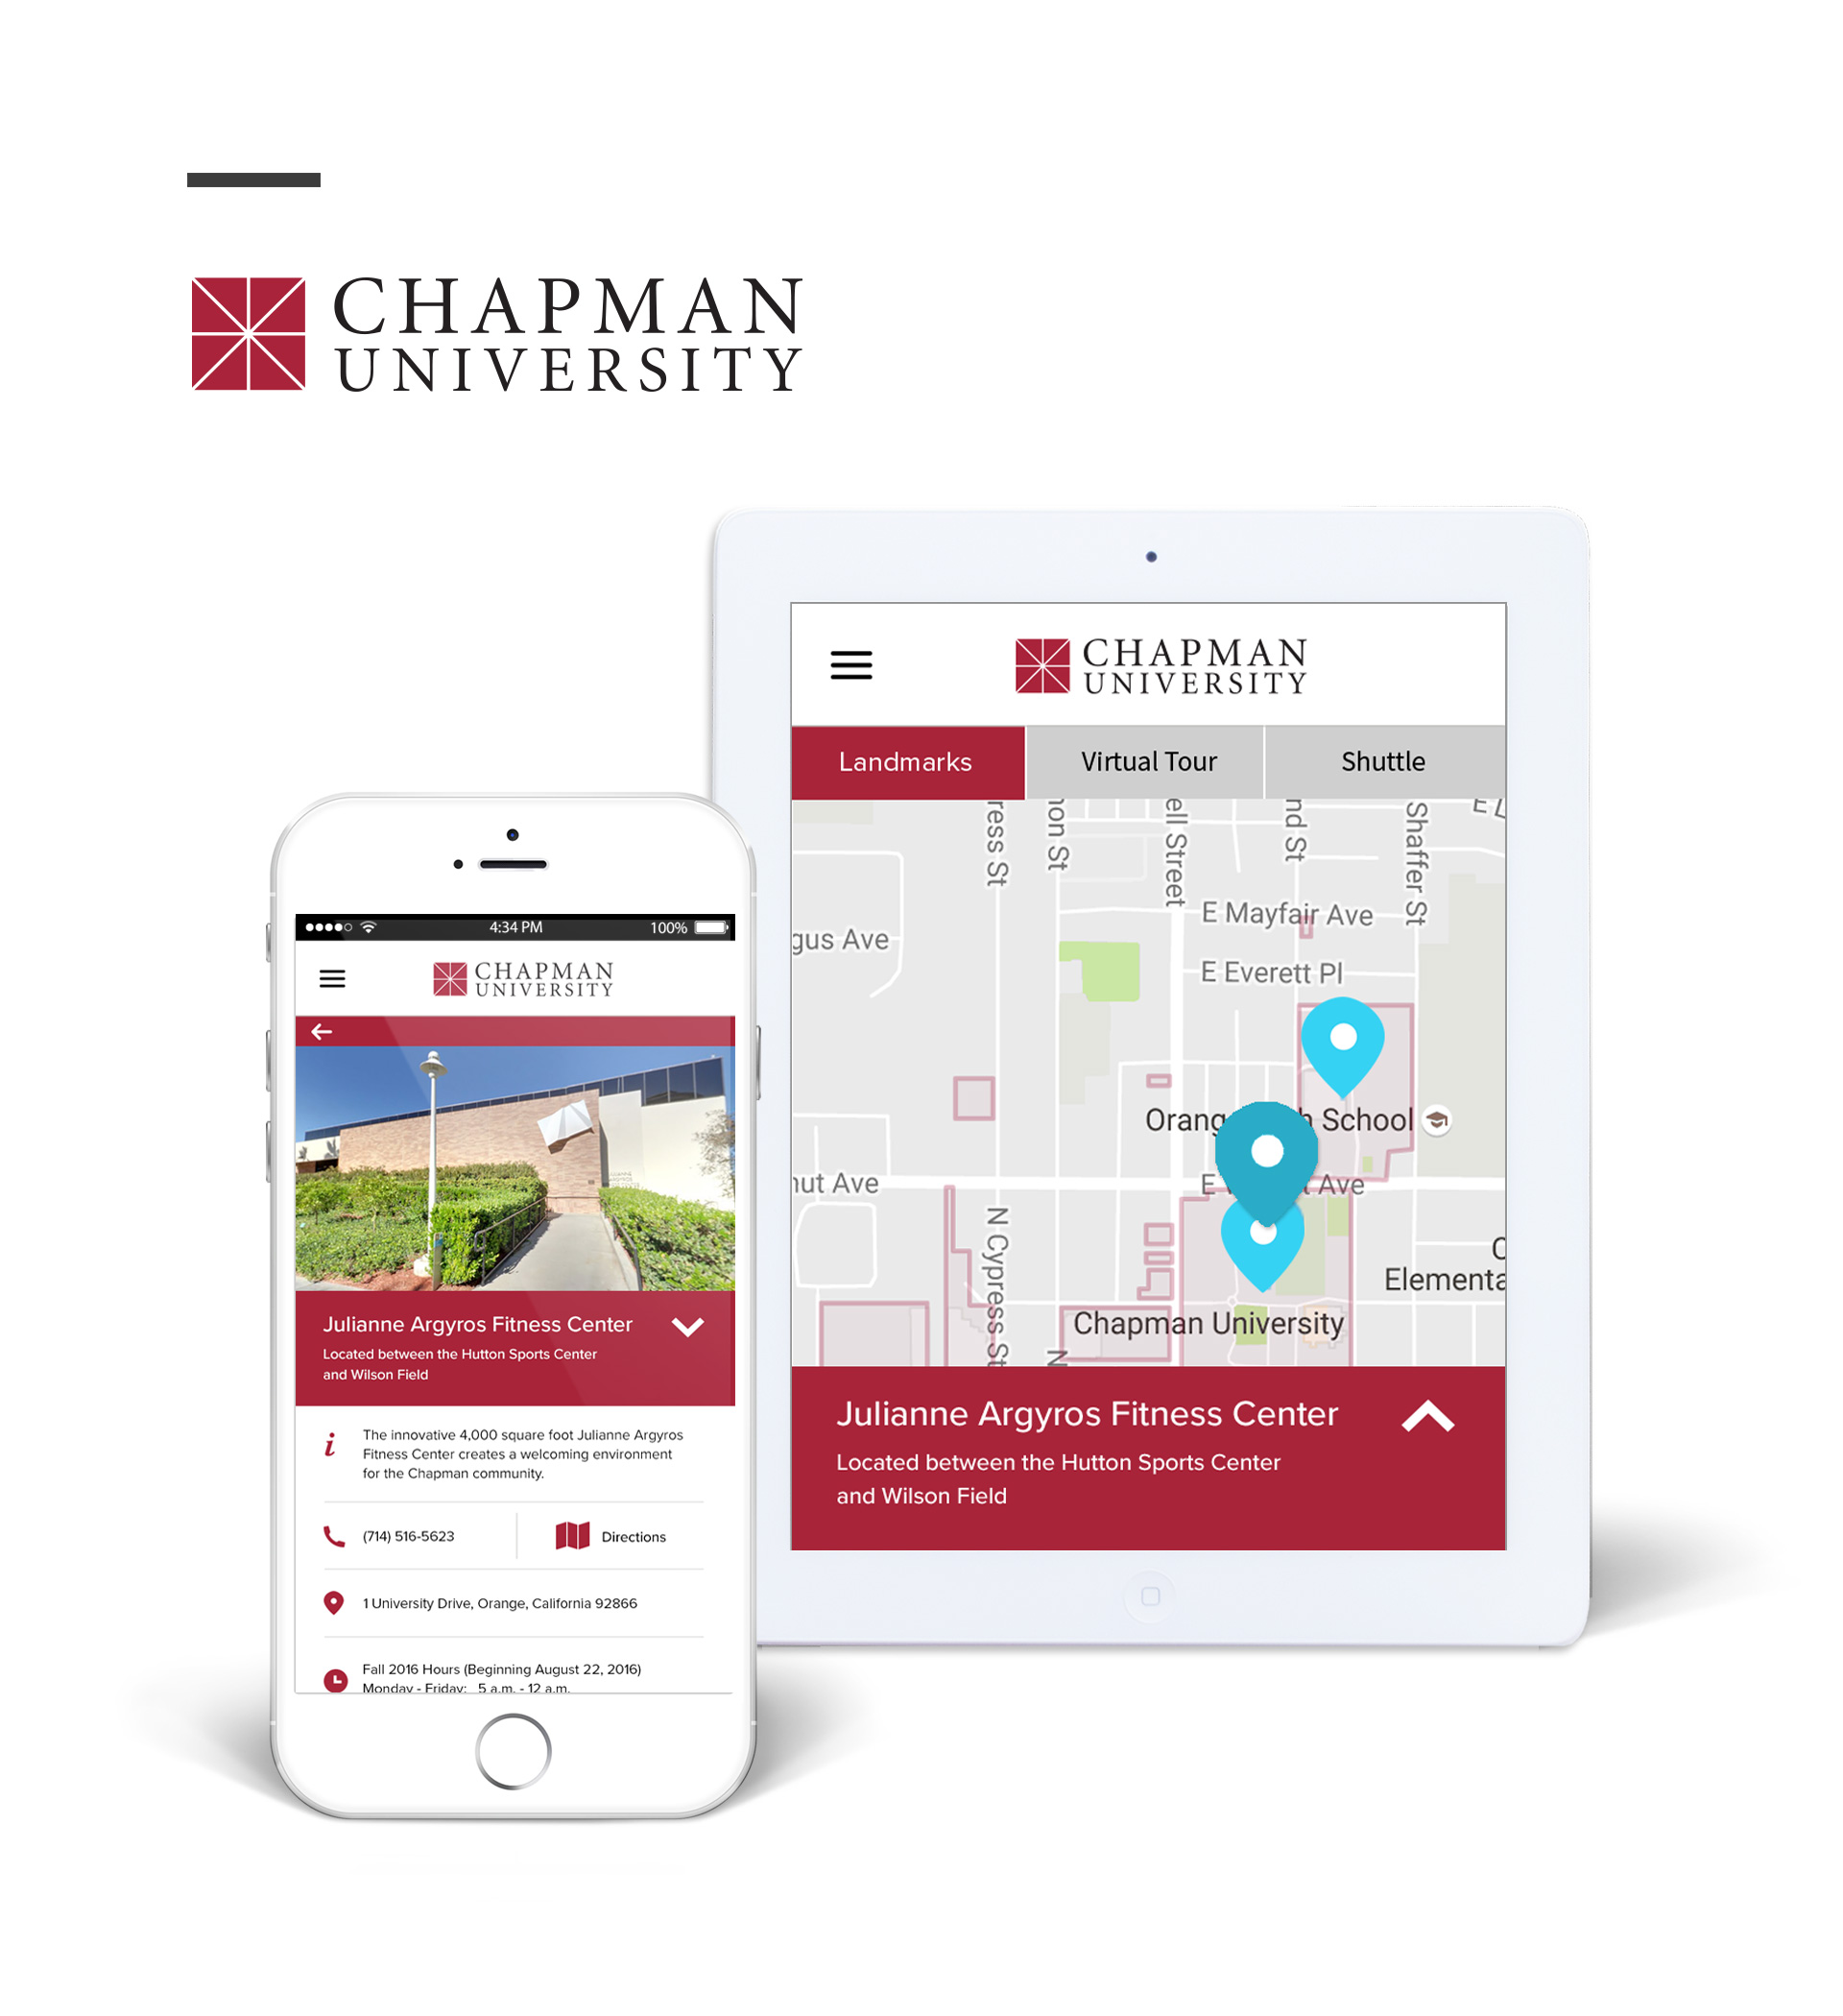 CHAPMAN
UNIVERSITY
4:34 PM
100%
CHAPMAN
UNIVERSITY
Julianne Argyros Fitness Center
Located between the Hutton Sports Center
and Wilson Field
i
The innovative 4,000 square foot Julianne Argyros
Fitness Center creates a welcoming environment
for the Chapman community.
(714) 516-5623
Directions
1 University Drive, Orange, California 92866
Fall 2016 Hours (Beginning August 22, 2016)
Monday - Friday: 5 a.m. - 12 a.m.
CHAPMAN
UNIVERSITY
Landmarks
Virtual Tour
Shuttle
ress St
on St
ell Street
nd St
Shaffer St
E Mayfair Ave
gus Ave
E Everett Pl
School
Ave
ut Ave
N Cypress St
N
Chapman University
Julianne Argyros Fitness Center
Located between the Hutton Sports Center
and Wilson Field